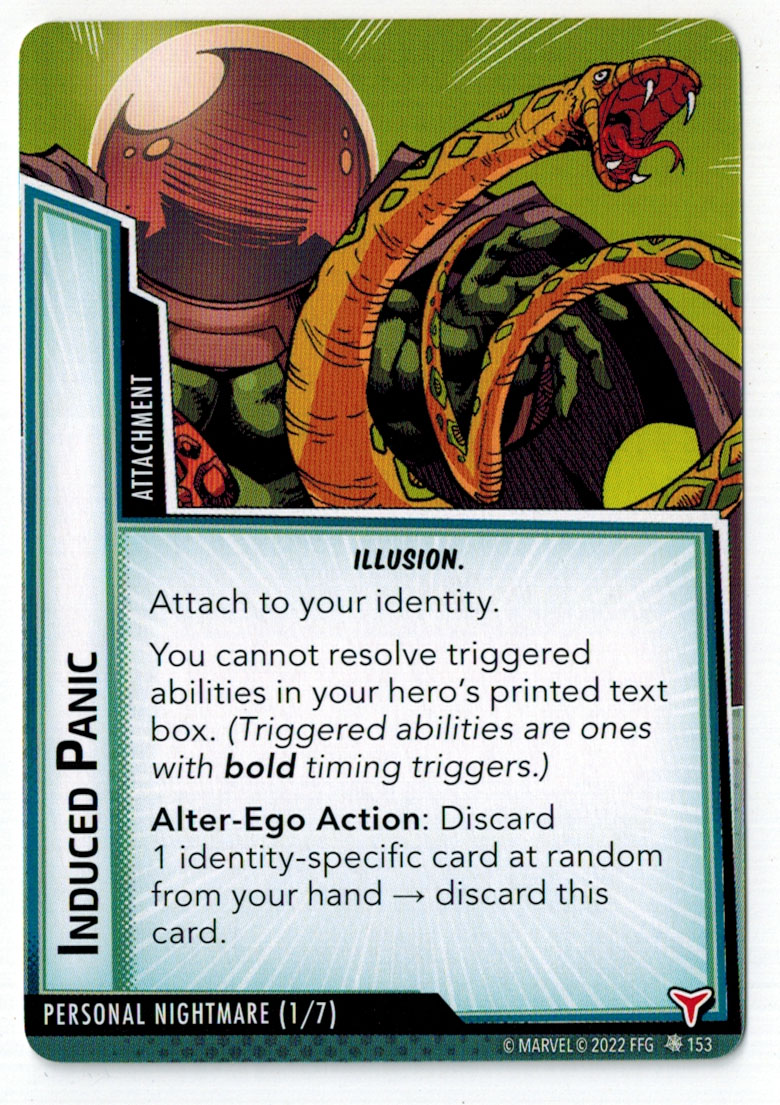 ATTACHMENT
INDUCED PANIC
ILLUSION.
Attach to your identity.
You cannot resolve triggered
abilities in your hero's printed text
box. (Triggered abilities are ones
with bold timing triggers.)
Alter-Ego Action: Discard
1 identity-specific card at random
from your hand → discard this
card.
PERSONAL NIGHTMARE (1/7)
© MARVEL © 2022 FFG 153